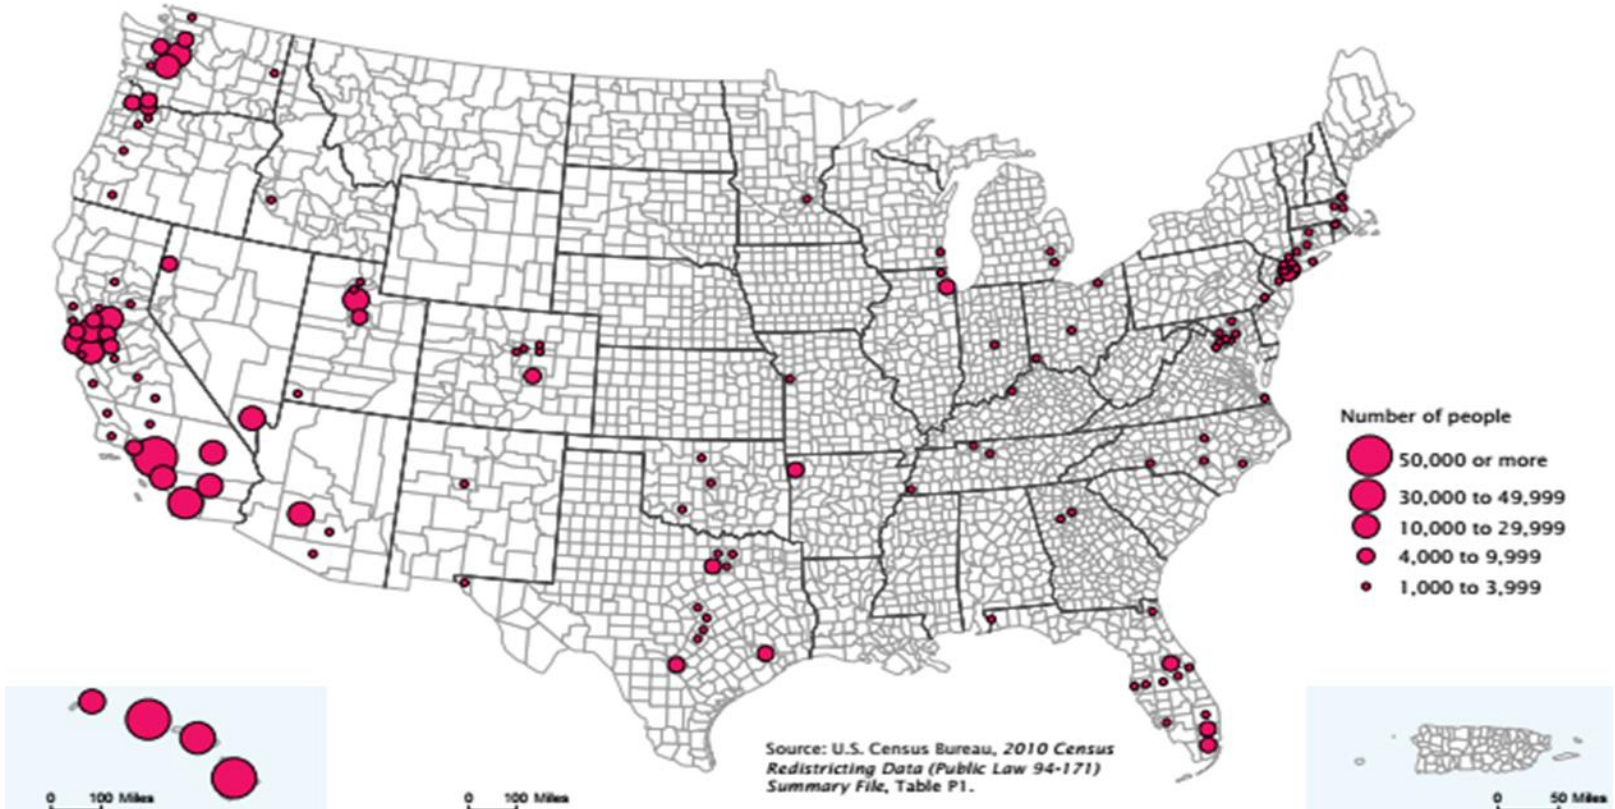 Number of people
50,000 or more
30,000 to 49,999
10,000 to 29,999
4,000 to 9,999
1,000 to 3,999
Source: U.S. Census Bureau, 2010 Census
Redistricting Data (Public Law 94-171)
Summary File, Table P1.
0 100 Miles
0 100 Miles
0 50 Miles